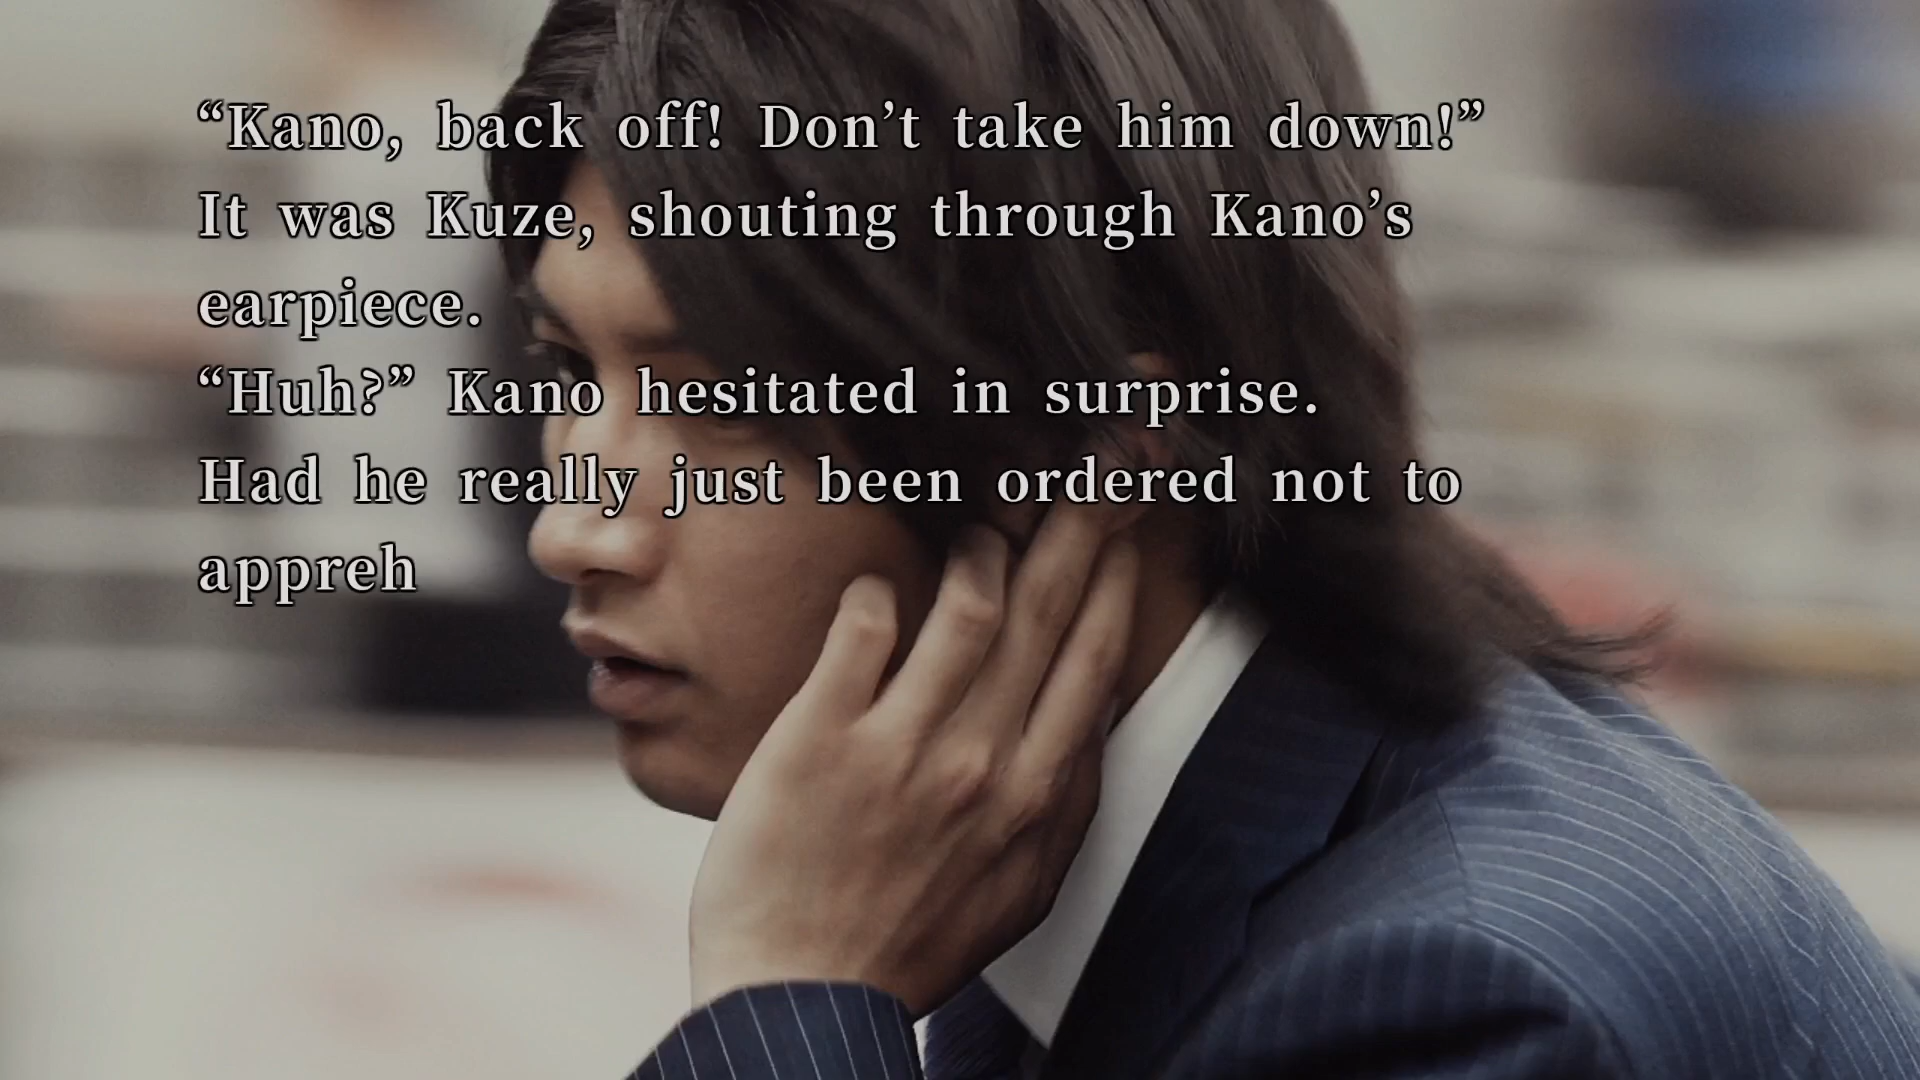 “Kano, back off! Don’t take him down!”
It was Kuze, shouting through Kano’s
earpiece.
“Huh?” Kano hesitated in surprise.
Had he really just been ordered not to
appreh